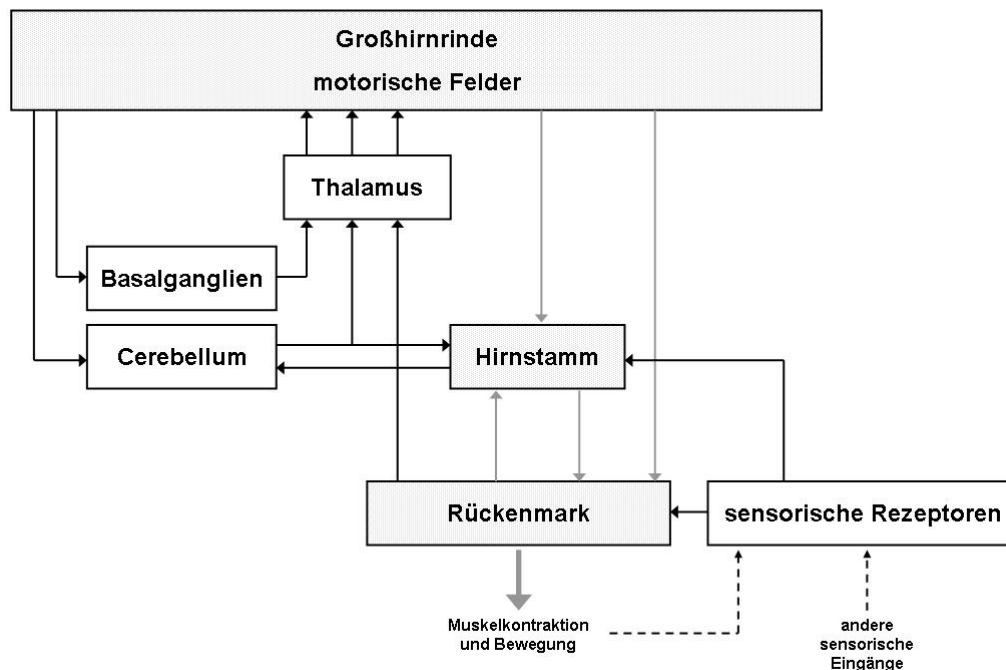 Großhirnrinde
motorische Felder
Thalamus
Basalganglien
Cerebellum
Hirnstamm
Rückenmark
sensorische Rezeptoren
Muskelkontraktion
und Bewegung
andere
sensorische
Eingänge